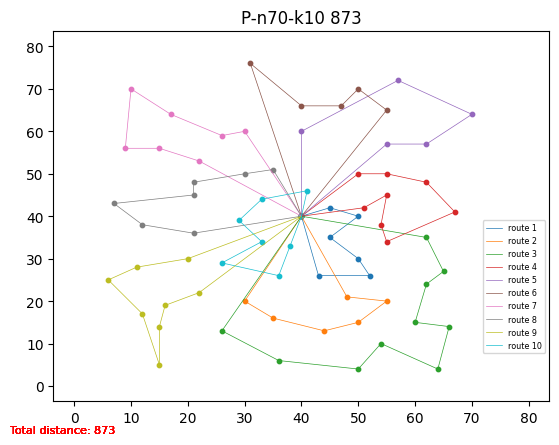 P-n70-k10 873
80
70
60
50
40
30
20
10
0
0 10 20 30 40 50 60 70 80
route 1
route 2
route 3
route 4
route 5
route 6
route 7
route 8
route 9
route 10
Total distance: 873